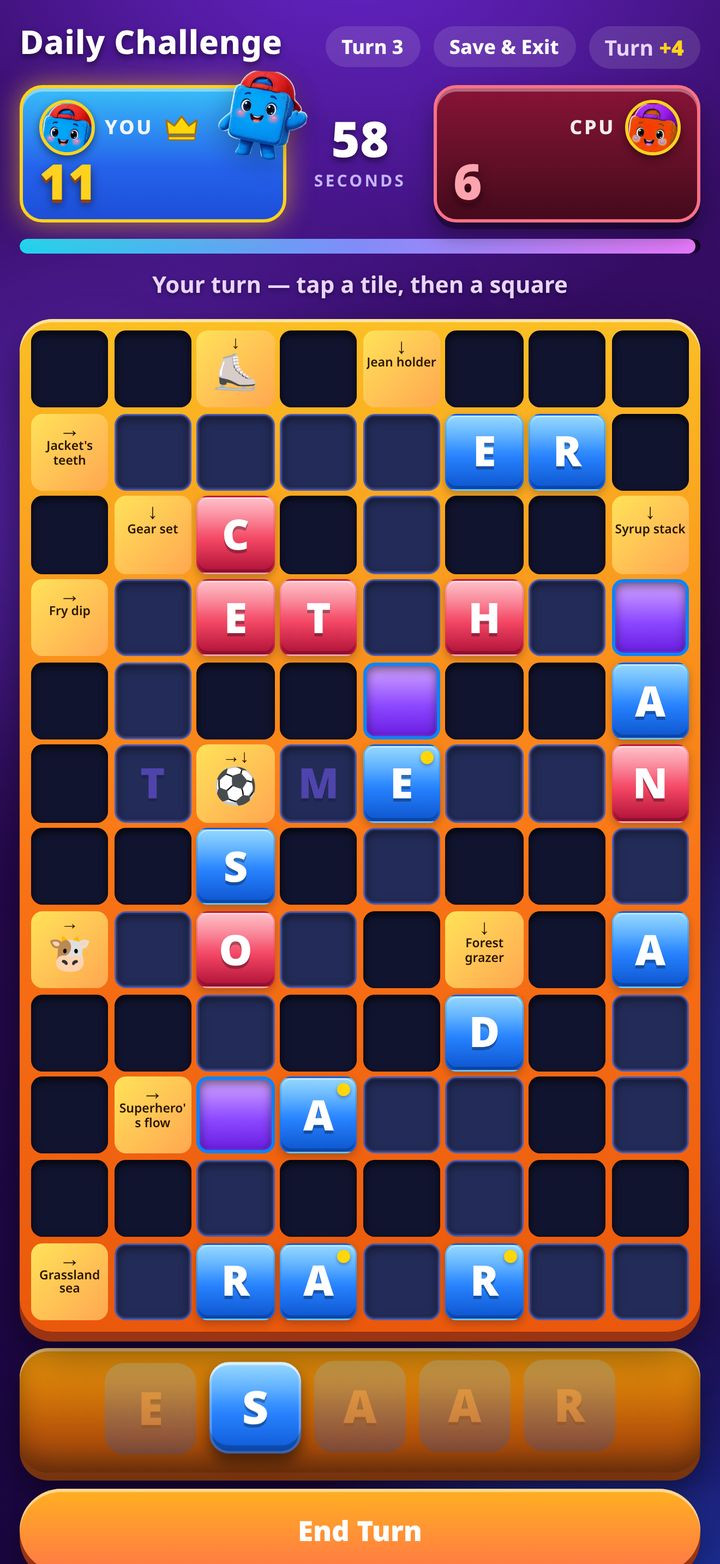 Daily Challenge
Turn 3
Save & Exit
Turn +4
YOU
11
58
SECONDS
CPU
6
Your turn — tap a tile, then a square
↓
↓
Jean holder
→
Jacket's
teeth
E
R
↓
Gear set
C
↓
Syrup stack
→
Fry dip
E
T
H
A
T
→↓
M
E
N
S
→
O
↓
Forest
grazer
A
D
→
Superhero'
s flow
A
→
Grassland
sea
R
A
R
E
S
A
A
R
End Turn